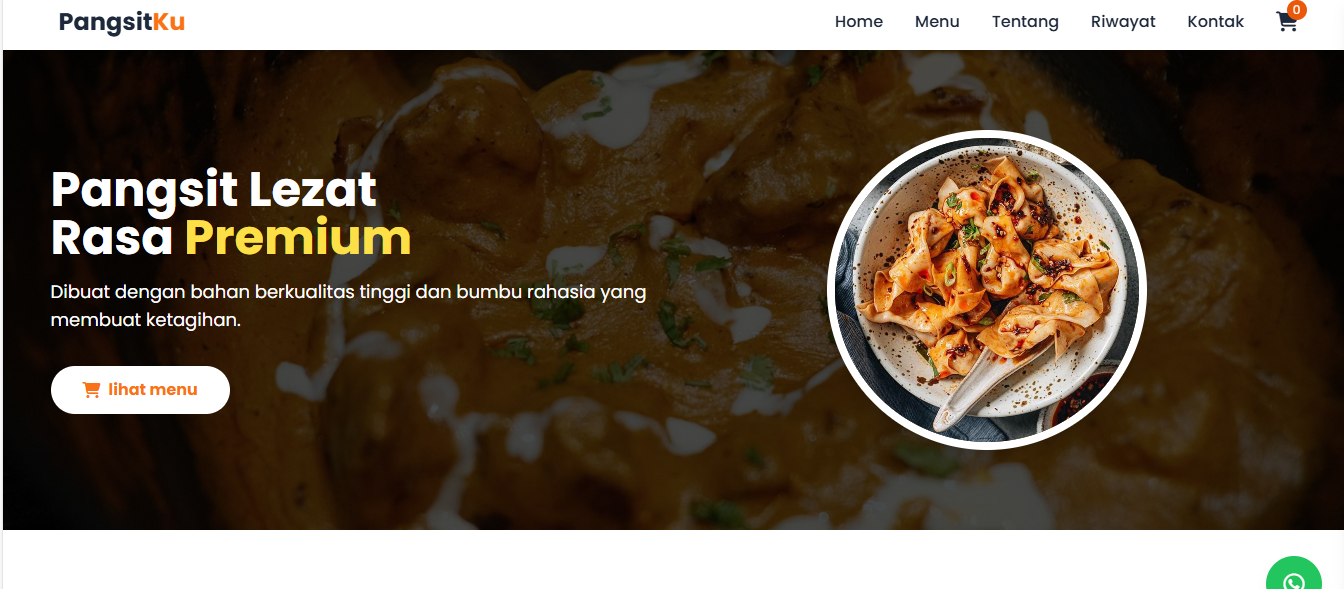 PangsitKu
Home Menu Tentang Riwayat Kontak 0
Pangsit Lezat
Rasa Premium
Dibuat dengan bahan berkualitas tinggi dan bumbu rahasia yang
membuat ketagihan.
lihat menu